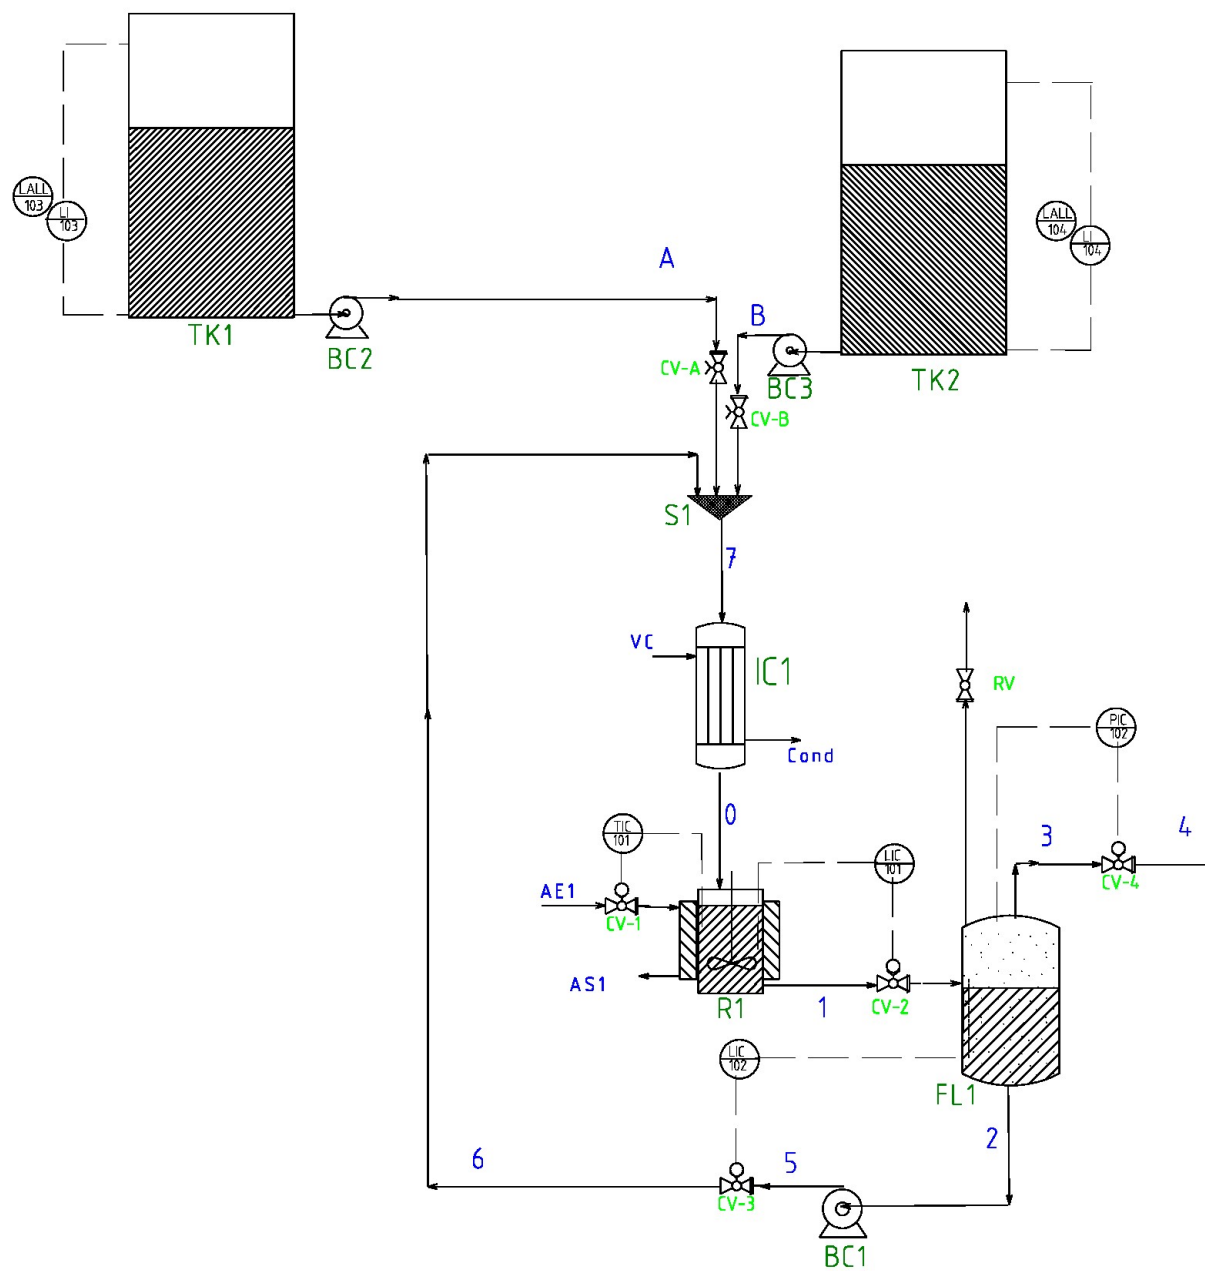 LALL
103
LI
103
TK1
BC2
A
B
LALL
104
LI
104
CV-A
BC3
TK2
CV-B
S1
7
VC
IC1
Cond
RV
PIC
102
0
TIC
101
LIC
101
3
4
AE1
CV-1
CV-4
AS1
R1
1
CV-2
LIC
102
FL1
2
6
5
CV-3
BC1